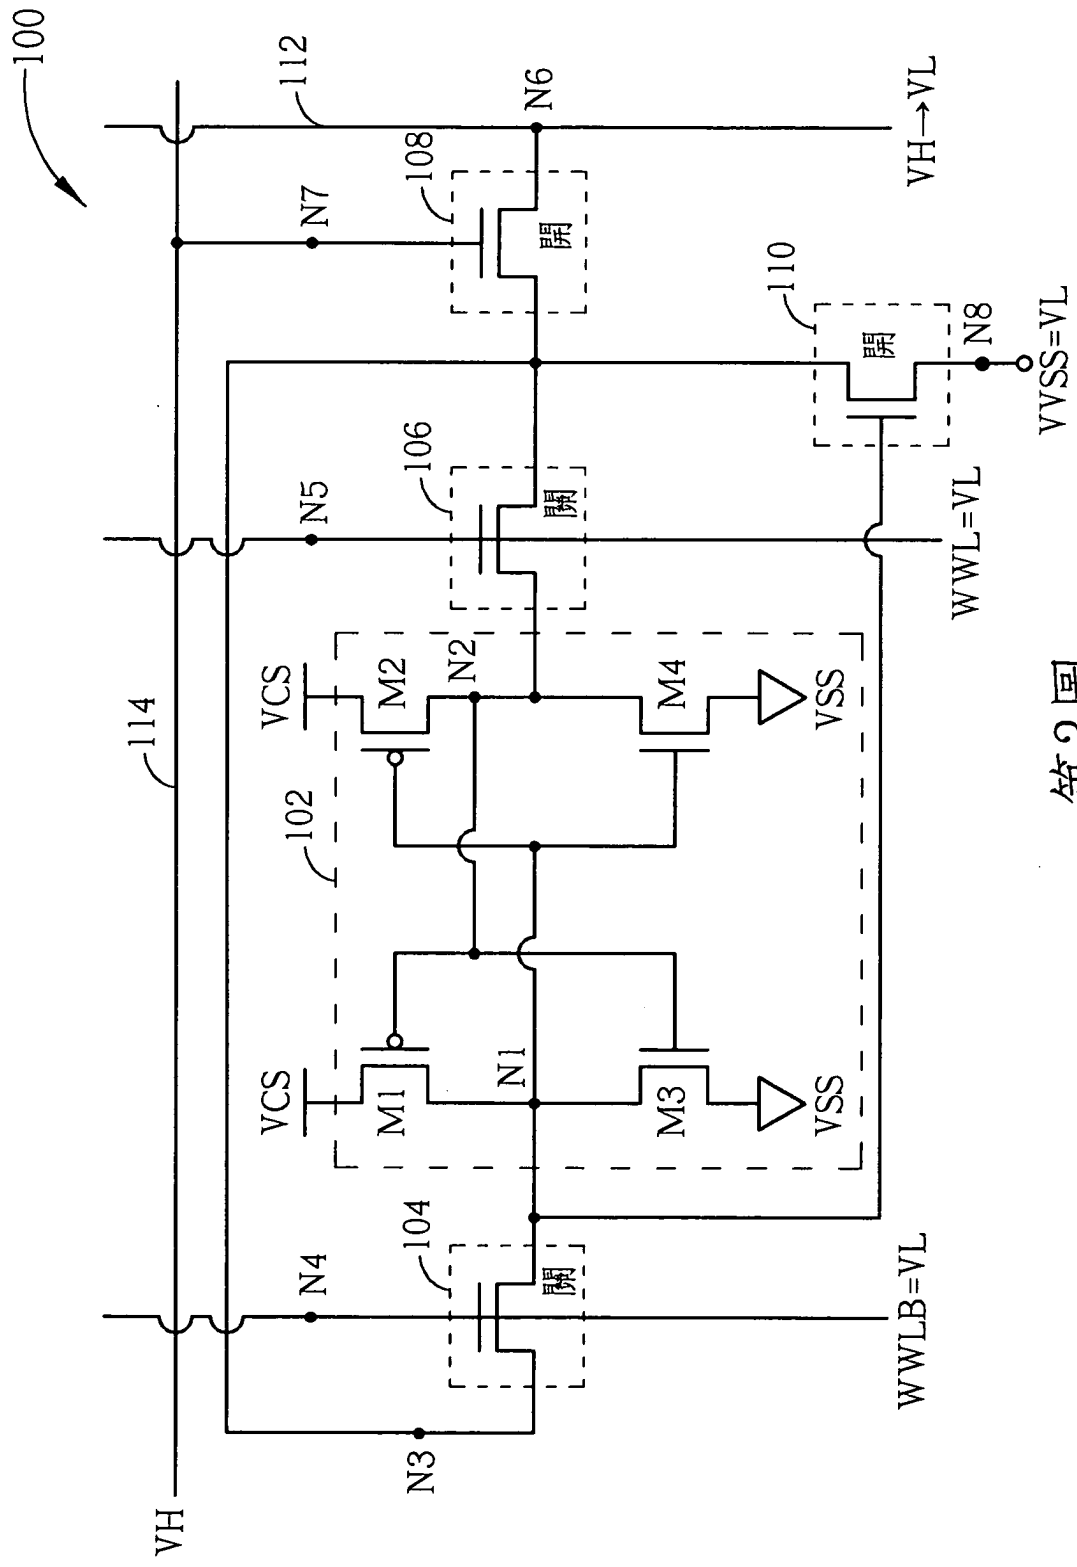 100
VH
114
112
N7
N5
N4
N3
108
106
104
102
N6
開
關
關
VCS
VCS
M1
M2
N1
N2
M3
M4
VSS
VSS
110
開
N8
VVSS=VL
VH→VL
WWL=VL
WWLB=VL
第2圖